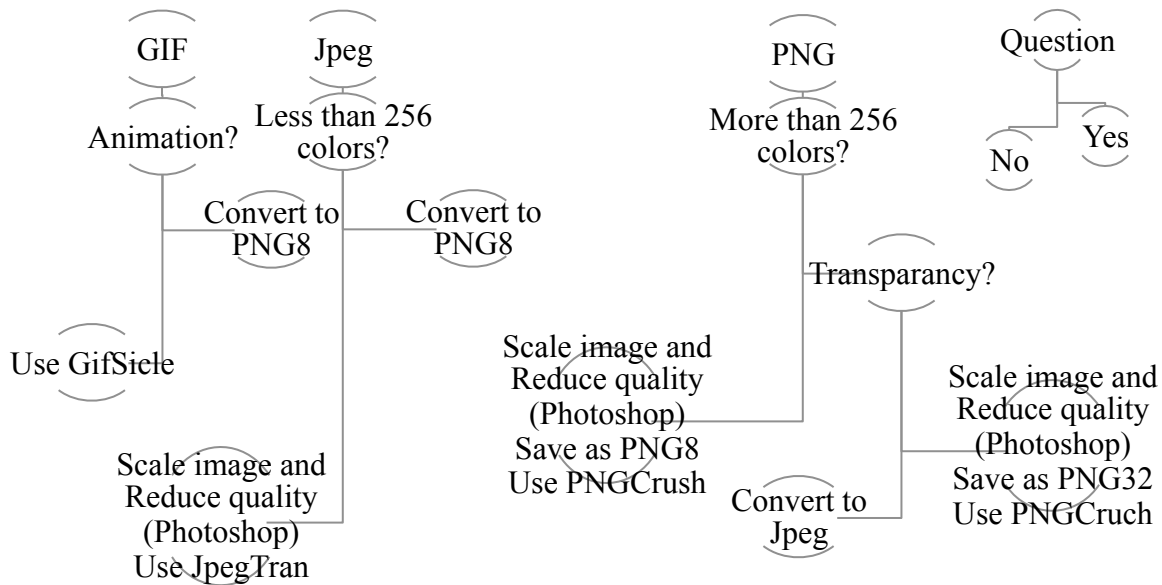 GIF
Animation?
Convert to
PNG8
Use GifSicle
Jpeg
Less than 256
colors?
Convert to
PNG8
Scale image and
Reduce quality
(Photoshop)
Use JpegTran
PNG
More than 256
colors?
Transparancy?
Scale image and
Reduce quality
(Photoshop)
Save as PNG8
Use PNGCrush
Convert to
Jpeg
Scale image and
Reduce quality
(Photoshop)
Save as PNG32
Use PNGCruch
Question
No
Yes